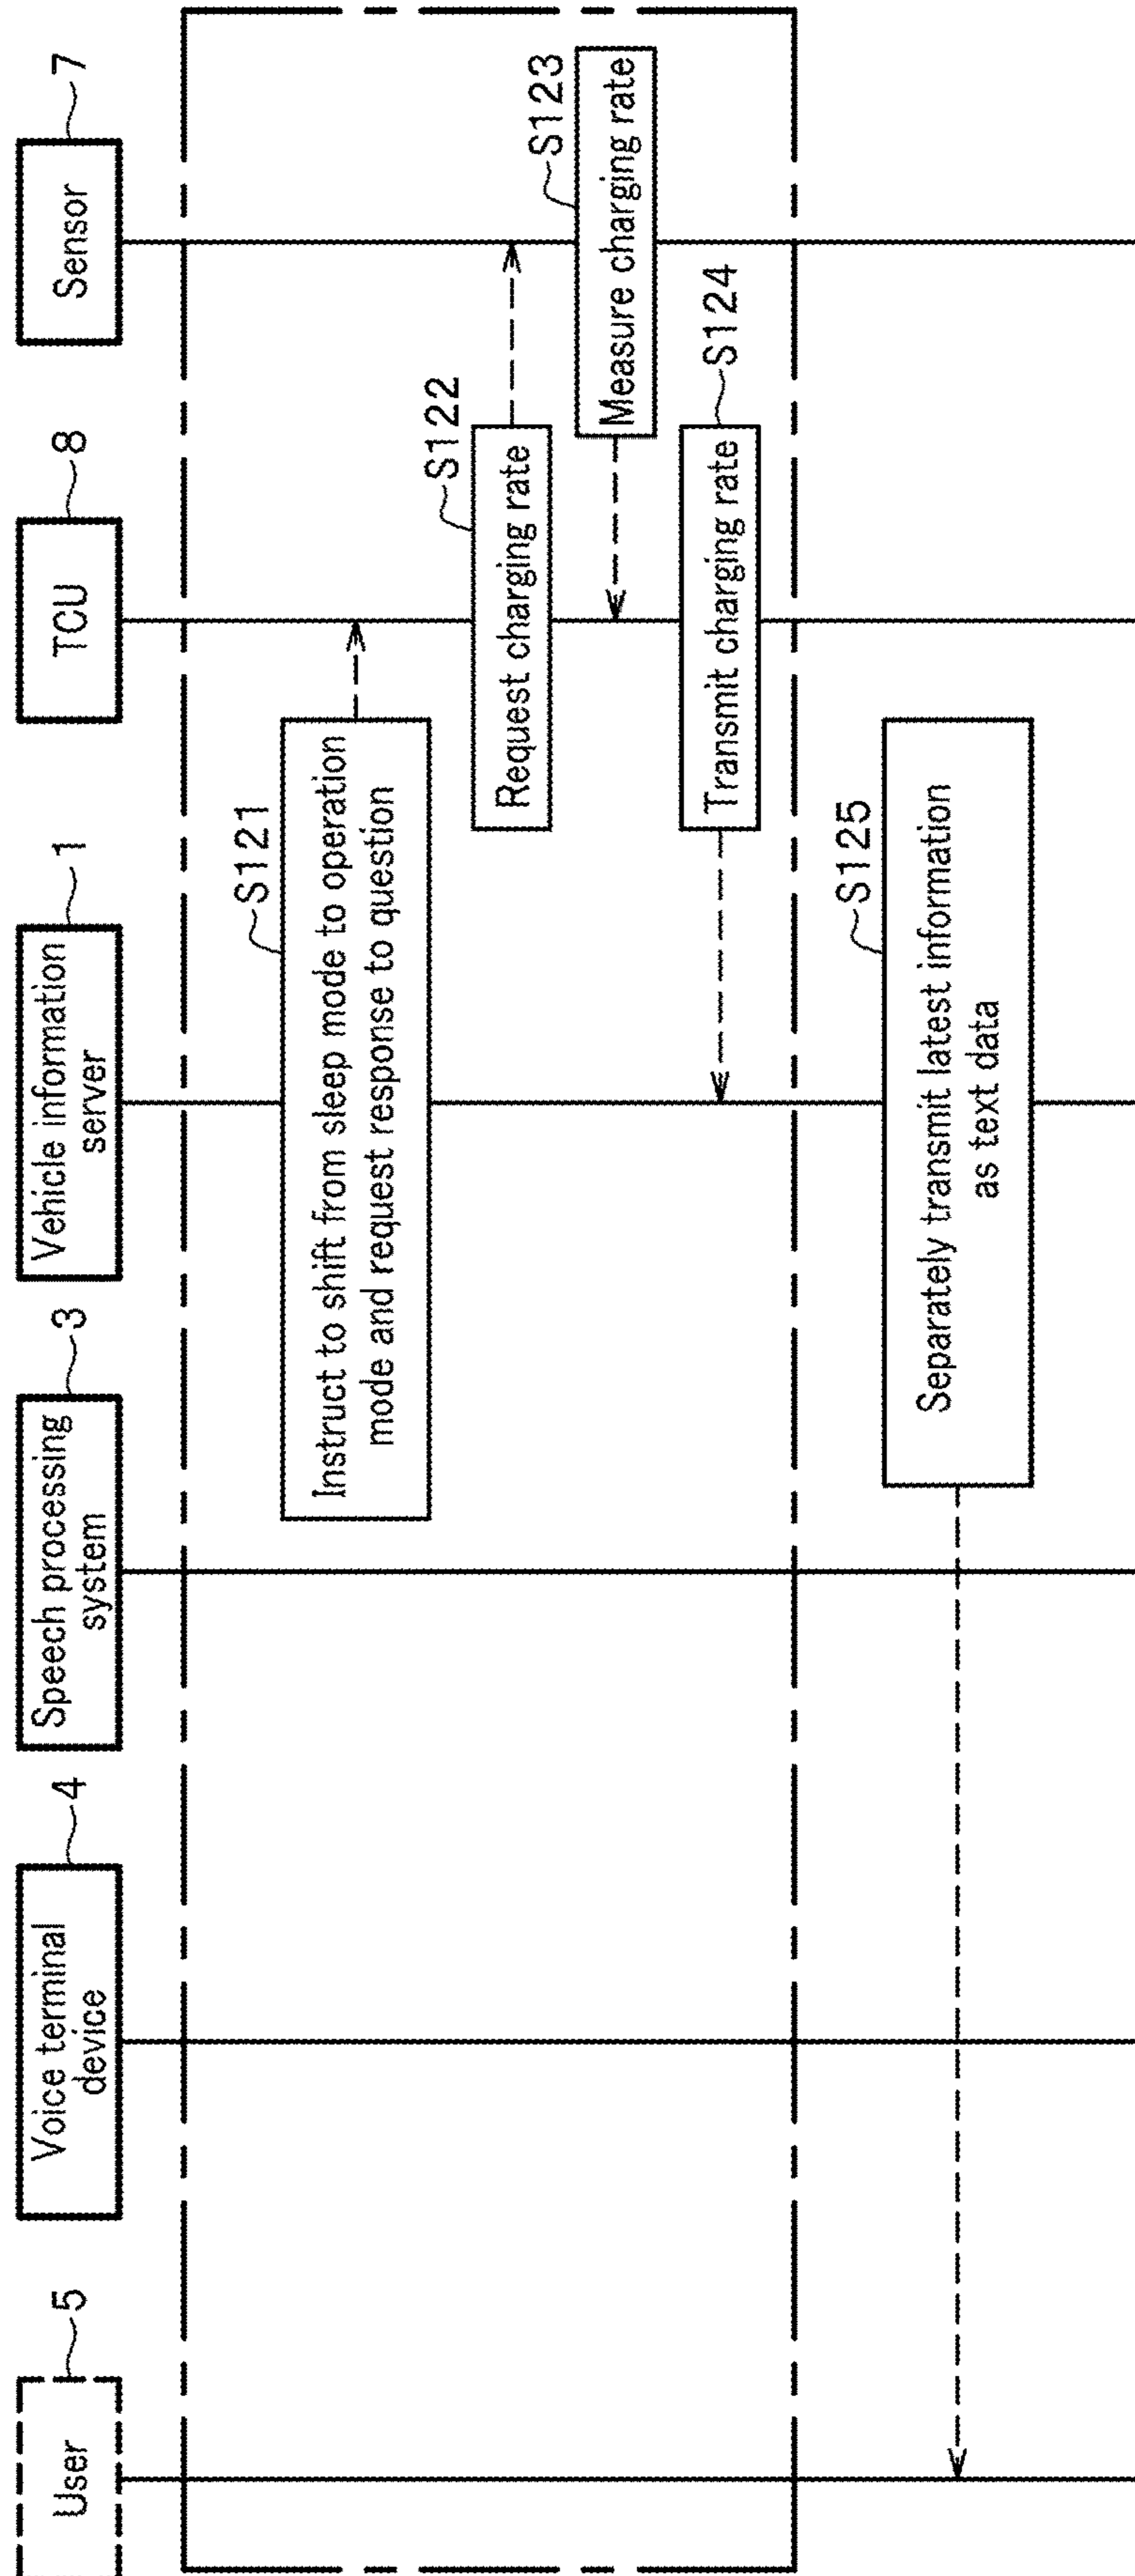 User
5
Voice terminal
device
4
Speech processing
system
3
Vehicle information
server
1
TCU
8
Sensor
7
S121
Instruct to shift from sleep mode to operation
mode and request response to question
S122
Request charging rate
S123
Measure charging rate
S124
Transmit charging rate
S125
Separately transmit latest information
as text data